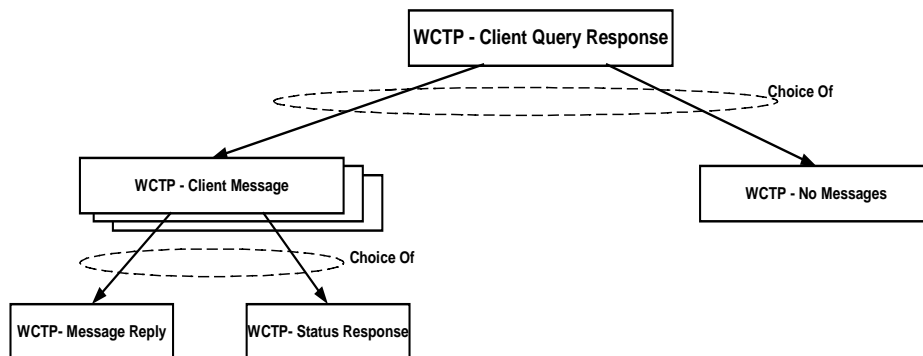 WCTP - Client Query Response
Choice Of
WCTP - Client Message
WCTP - No Messages
Choice Of
WCTP- Message Reply
WCTP- Status Response